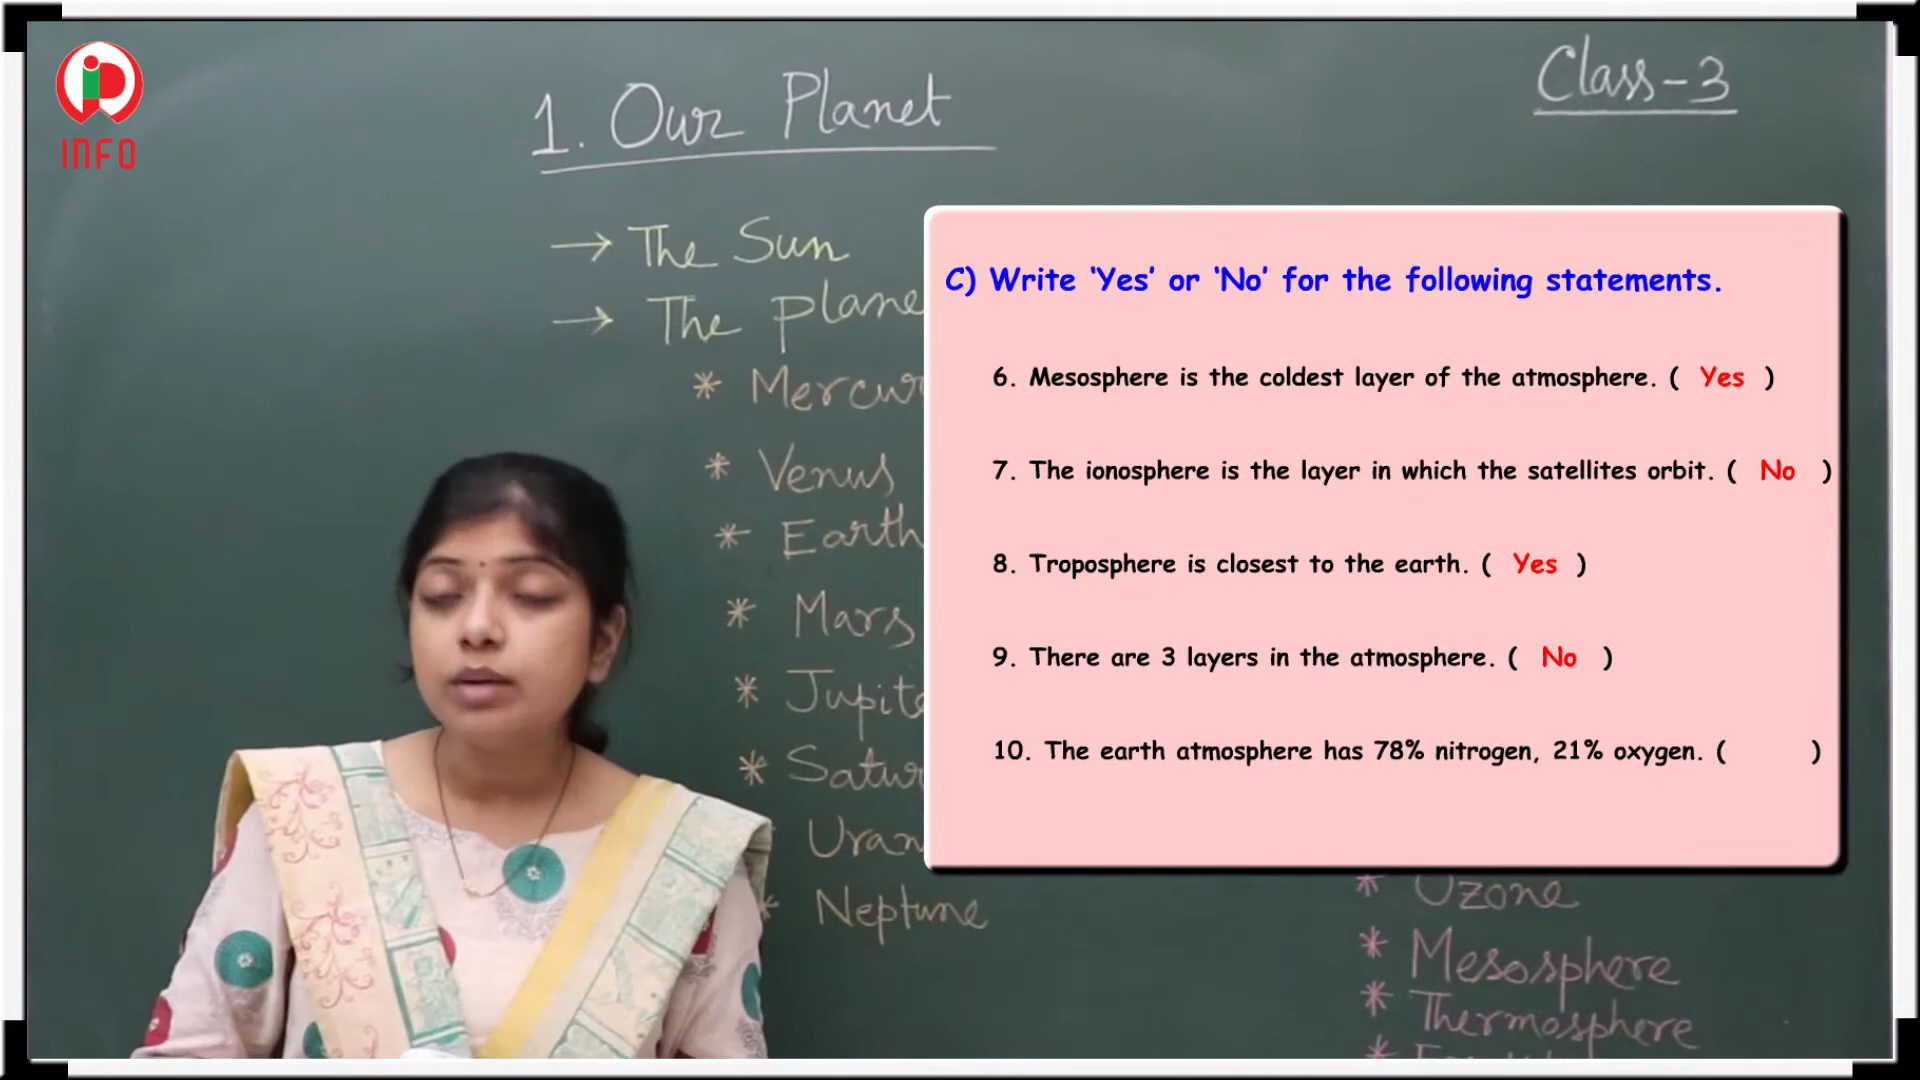 INFO
Class-3
1. Our Planet
→ The Sun
→ The Plane
* Mercur
* Venus
* Earth
* Mars
* Jupite
* Satur
Uran
* Neptune
C) Write ‘Yes’ or ‘No’ for the following statements.
6. Mesosphere is the coldest layer of the atmosphere. ( Yes )
7. The ionosphere is the layer in which the satellites orbit. ( No )
8. Troposphere is closest to the earth. ( Yes )
9. There are 3 layers in the atmosphere. ( No )
10. The earth atmosphere has 78% nitrogen, 21% oxygen. ( )
* Ozone
* Mesosphere
* Thermosphere